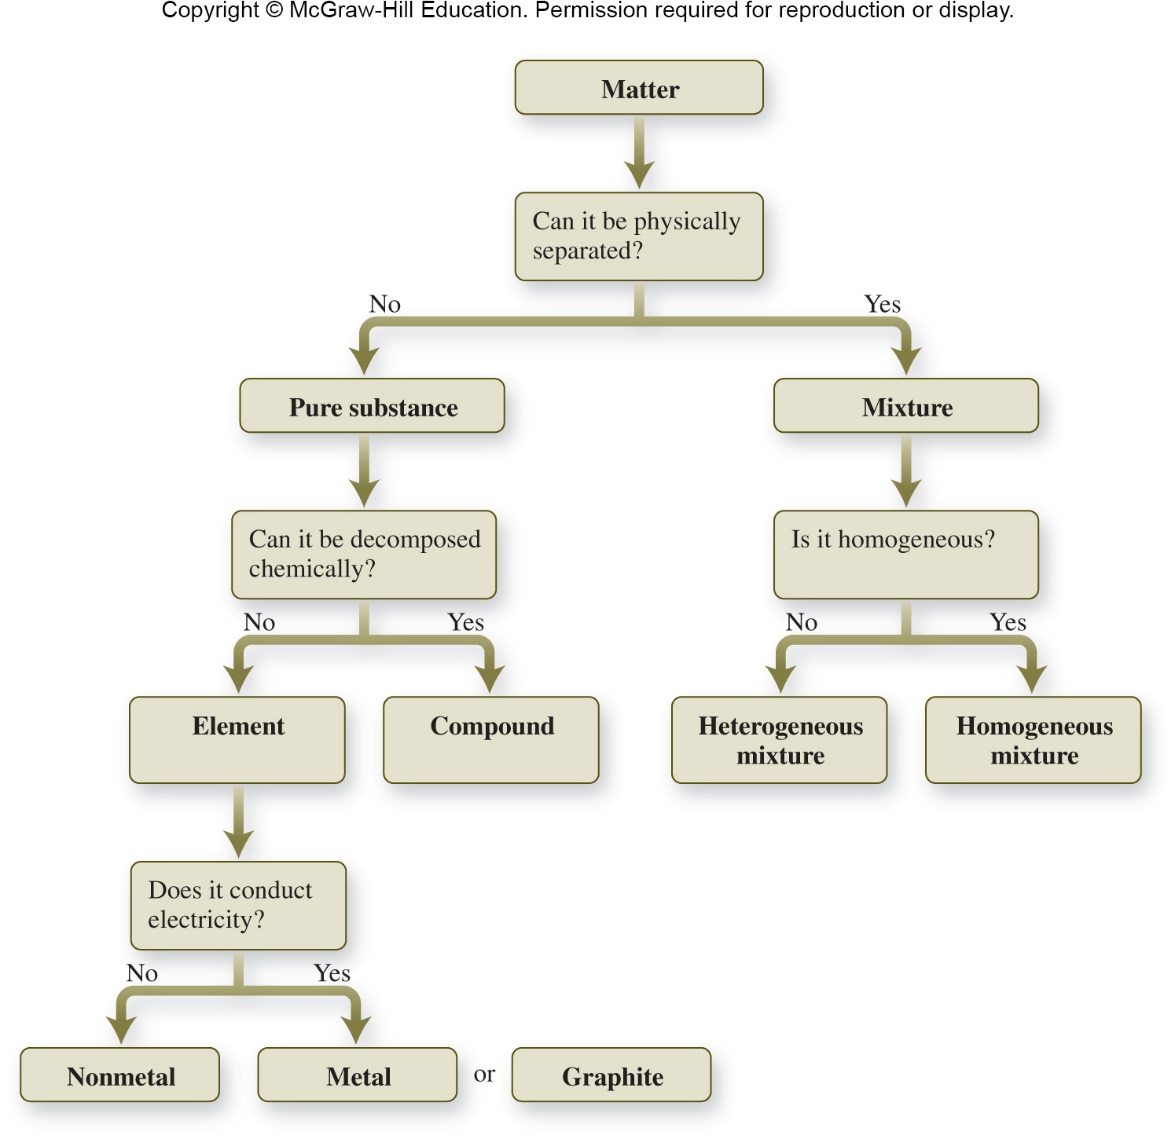 Copyright © McGraw-Hill Education. Permission required for reproduction or display.
Matter
Can it be physically
separated?
No
Yes
Pure substance
Mixture
Can it be decomposed
chemically?
Is it homogeneous?
No
Yes
No
Yes
Element
Compound
Heterogeneous
mixture
Homogeneous
mixture
Does it conduct
electricity?
No
Yes
Nonmetal
Metal
or
Graphite